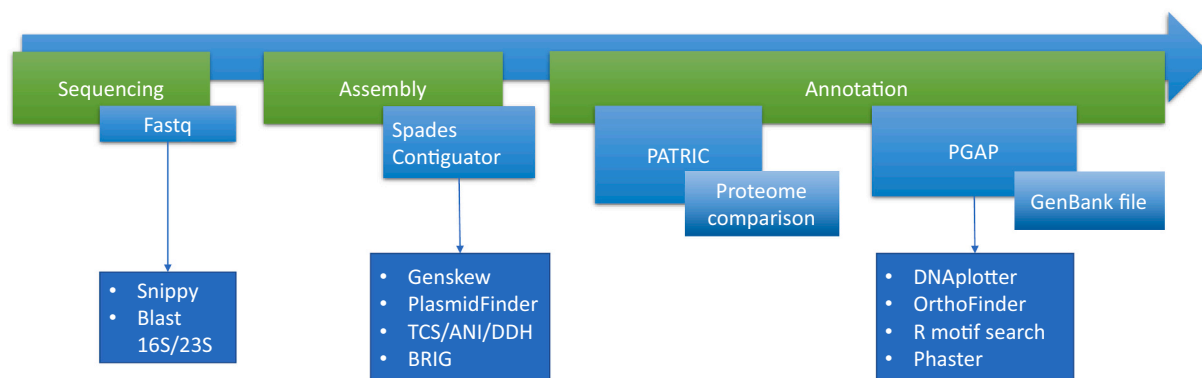 Sequencing
Assembly
Annotation
Fastq
Spades
Contiguator
PATRIC
PGAP
Proteome
comparison
GenBank file
• Snippy
• Blast
16S/23S
• Genskew
• PlasmidFinder
• TCS/ANI/DDH
• BRIG
• DNAplotter
• OrthoFinder
• R motif search
• Phaster